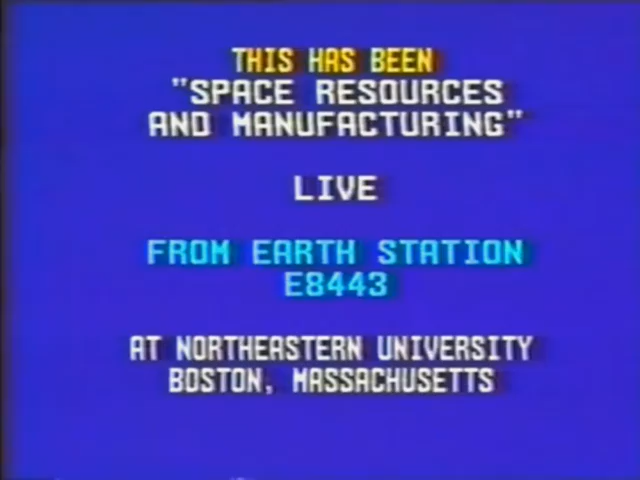 THIS HAS BEEN
"SPACE RESOURCES
AND MANUFACTURING"
LIVE
FROM EARTH STATION
E8443
AT NORTHEASTERN UNIVERSITY
BOSTON, MASSACHUSETTS